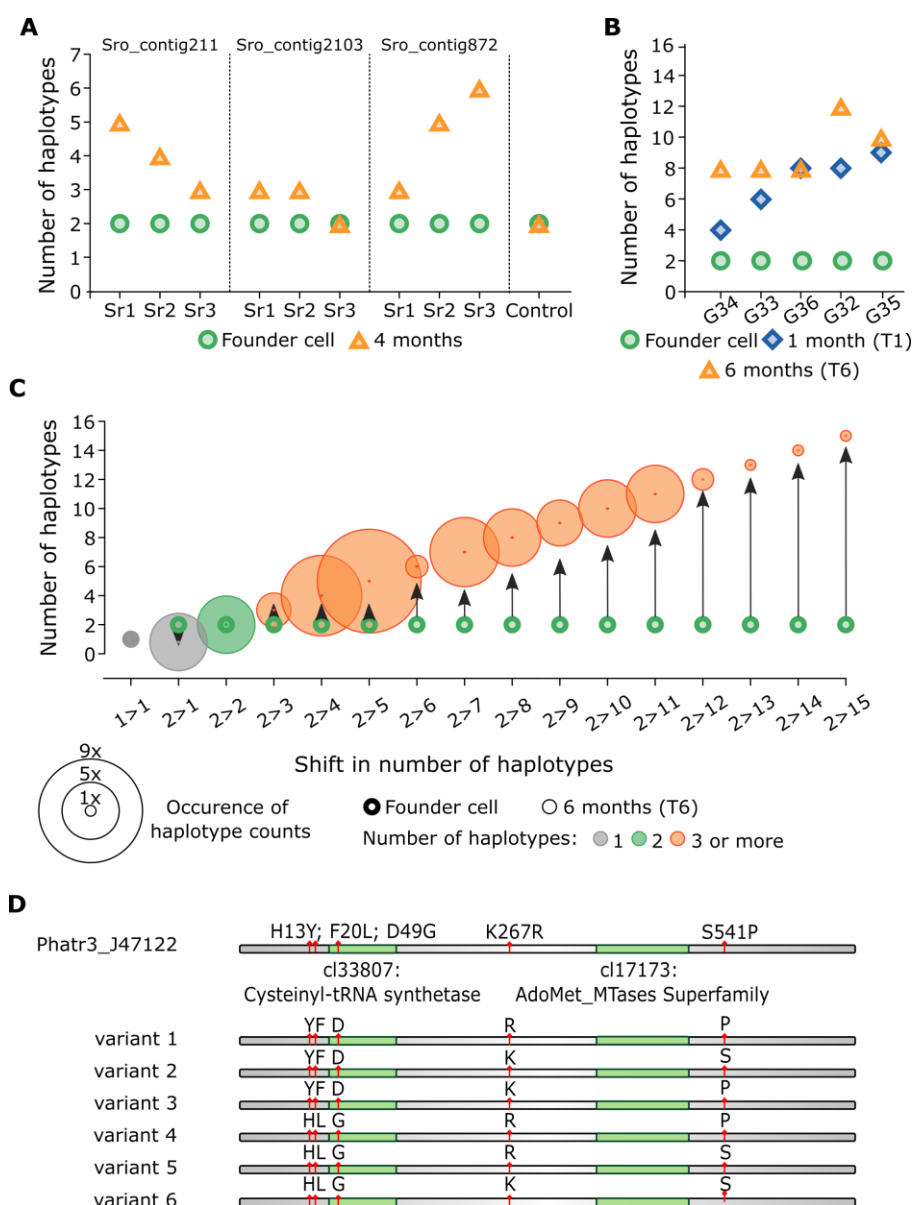 A
Sro_contig211 Sro_contig2103 Sro_contig872
Number of haplotypes
7
6
5
4
3
2
1
0
Sr1 Sr2 Sr3 Sr1 Sr2 Sr3 Sr1 Sr2 Sr3 Control
Founder cell 4 months
B
Number of haplotypes
16
14
12
10
8
6
4
2
0
G34 G33 G36 G32 G35
Founder cell 1 month (T1)
6 months (T6)
C
Number of haplotypes
16
14
12
10
8
6
4
2
0
1>1 2>1 2>2 2>3 2>4 2>5 2>6 2>7 2>8 2>9 2>10 2>11 2>12 2>13 2>14 2>15
Shift in number of haplotypes
9x
5x
1x
Occurence of
haplotype counts
Founder cell 6 months (T6)
Number of haplotypes: 1 2 3 or more
D
H13Y; F20L; D49G K267R S541P
Phatr3_J47122
cl33807: cl17173:
Cysteinyl-tRNA synthetase AdoMet_MTases Superfamily
YF D R P
variant 1
YF D K S
variant 2
YF D K P
variant 3
HL G R P
variant 4
HL G R S
variant 5
HL G K S
variant 6